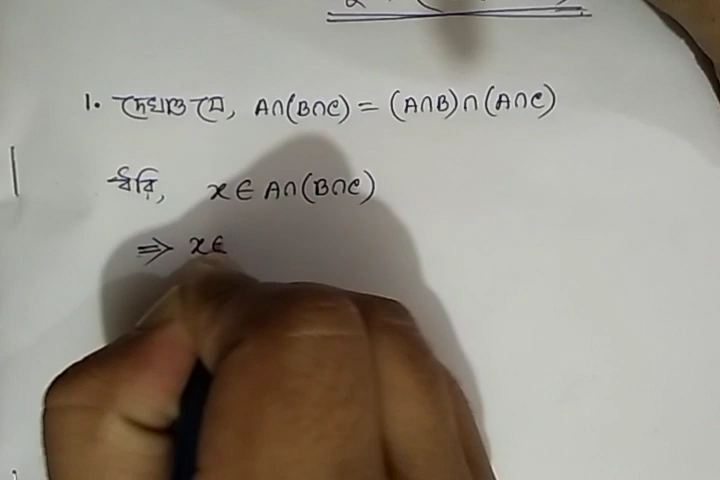 1. দেখাও যে, A∩(B∩C) = (A∩B)∩(A∩C)
ধরি, x ∈ A∩(B∩C)
⇒ x ∈